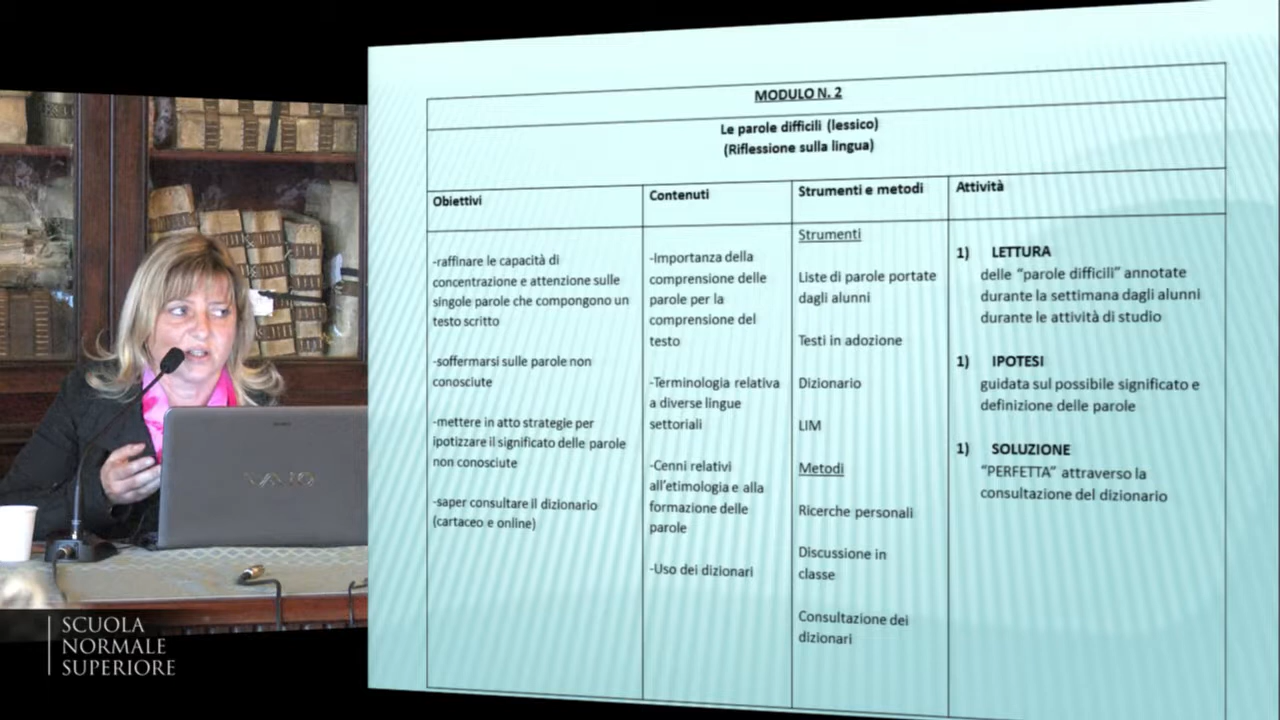 MODULO N. 2
Le parole difficili (lessico)
(Riflessione sulla lingua)
Obiettivi
Contenuti
Strumenti e metodi
Attività
-raffinare le capacità di
concentrazione e attenzione sulle
singole parole che compongono un
testo scritto
-soffermarsi sulle parole non
conosciute
-mettere in atto strategie per
ipotizzare il significato delle parole
non conosciute
-saper consultare il dizionario
(cartaceo e online)
-Importanza della
comprensione delle
parole per la
comprensione del
testo
-Terminologia relativa
a diverse lingue
settoriali
-Cenni relativi
all'etimologia e alla
formazione delle
parole
-Uso dei dizionari
Strumenti
Liste di parole portate
dagli alunni
Testi in adozione
Dizionario
LIM
Metodi
Ricerche personali
Discussione in
classe
Consultazione dei
dizionari
1) LETTURA
delle "parole difficili" annotate
durante la settimana dagli alunni
durante le attività di studio
1) IPOTESI
guidata sul possibile significato e
definizione delle parole
1) SOLUZIONE
"PERFETTA" attraverso la
consultazione del dizionario
VAIO
SCUOLA
NORMALE
SUPERIORE